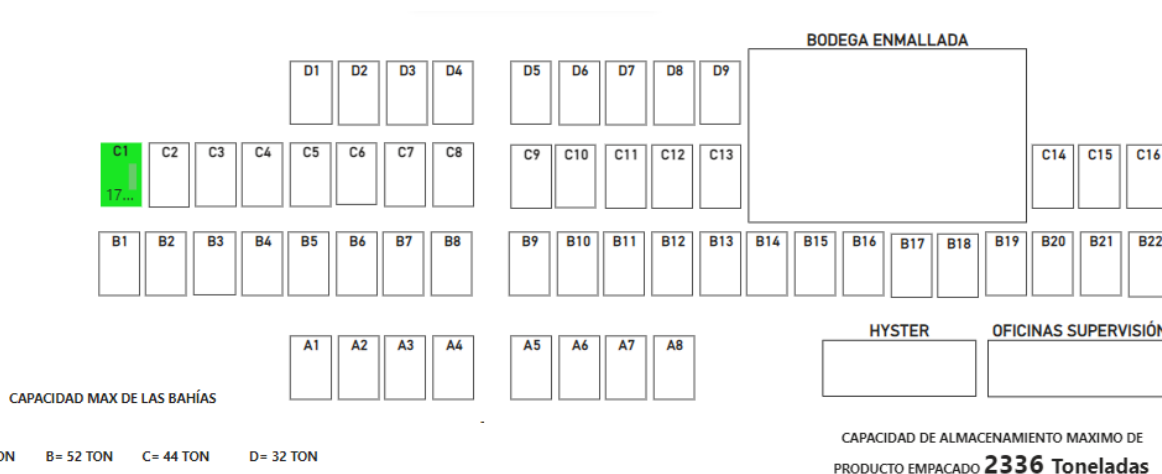 BODEGA ENMALLADA
D1 D2 D3 D4 D5 D6 D7 D8 D9
C1 C2 C3 C4 C5 C6 C7 C8 C9 C10 C11 C12 C13 C14 C15 C16
17...
B1 B2 B3 B4 B5 B6 B7 B8 B9 B10 B11 B12 B13 B14 B15 B16 B17 B18 B19 B20 B21 B22
HYSTER OFICINAS SUPERVISIÓN
A1 A2 A3 A4 A5 A6 A7 A8
CAPACIDAD MAX DE LAS BAHÍAS
CAPACIDAD DE ALMACENAMIENTO MAXIMO DE
B= 52 TON C= 44 TON D= 32 TON
PRODUCTO EMPACADO 2336 Toneladas